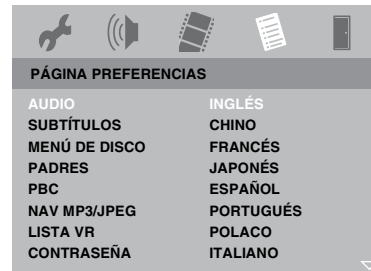 PÁGINA PREFERENCIAS
AUDIO INGLÉS
SUBTÍTULOS CHINO
MENÚ DE DISCO FRANCÉS
PADRES JAPONÉS
PBC ESPAÑOL
NAV MP3/JPEG PORTUGUÉS
LISTA VR POLACO
CONTRASEÑA ITALIANO